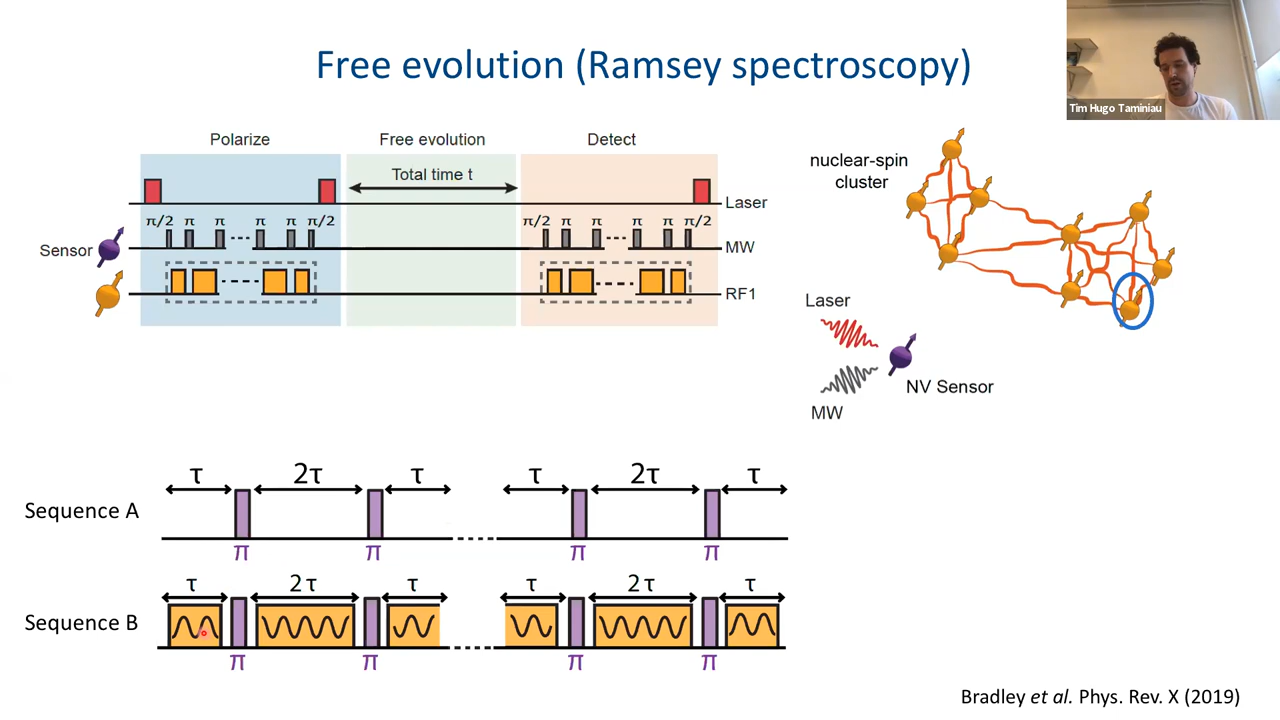 Free evolution (Ramsey spectroscopy)
Tim Hugo Taminiau
Polarize
Free evolution
Detect
Total time t
Laser
π/2 π π π π π/2
π/2 π π π π π/2
Sensor
MW
RF1
nuclear-spin
cluster
Laser
NV Sensor
MW
τ 2τ τ τ 2τ τ
Sequence A
π π π π
τ 2τ τ τ 2τ τ
Sequence B
π π π π
Bradley et al. Phys. Rev. X (2019)